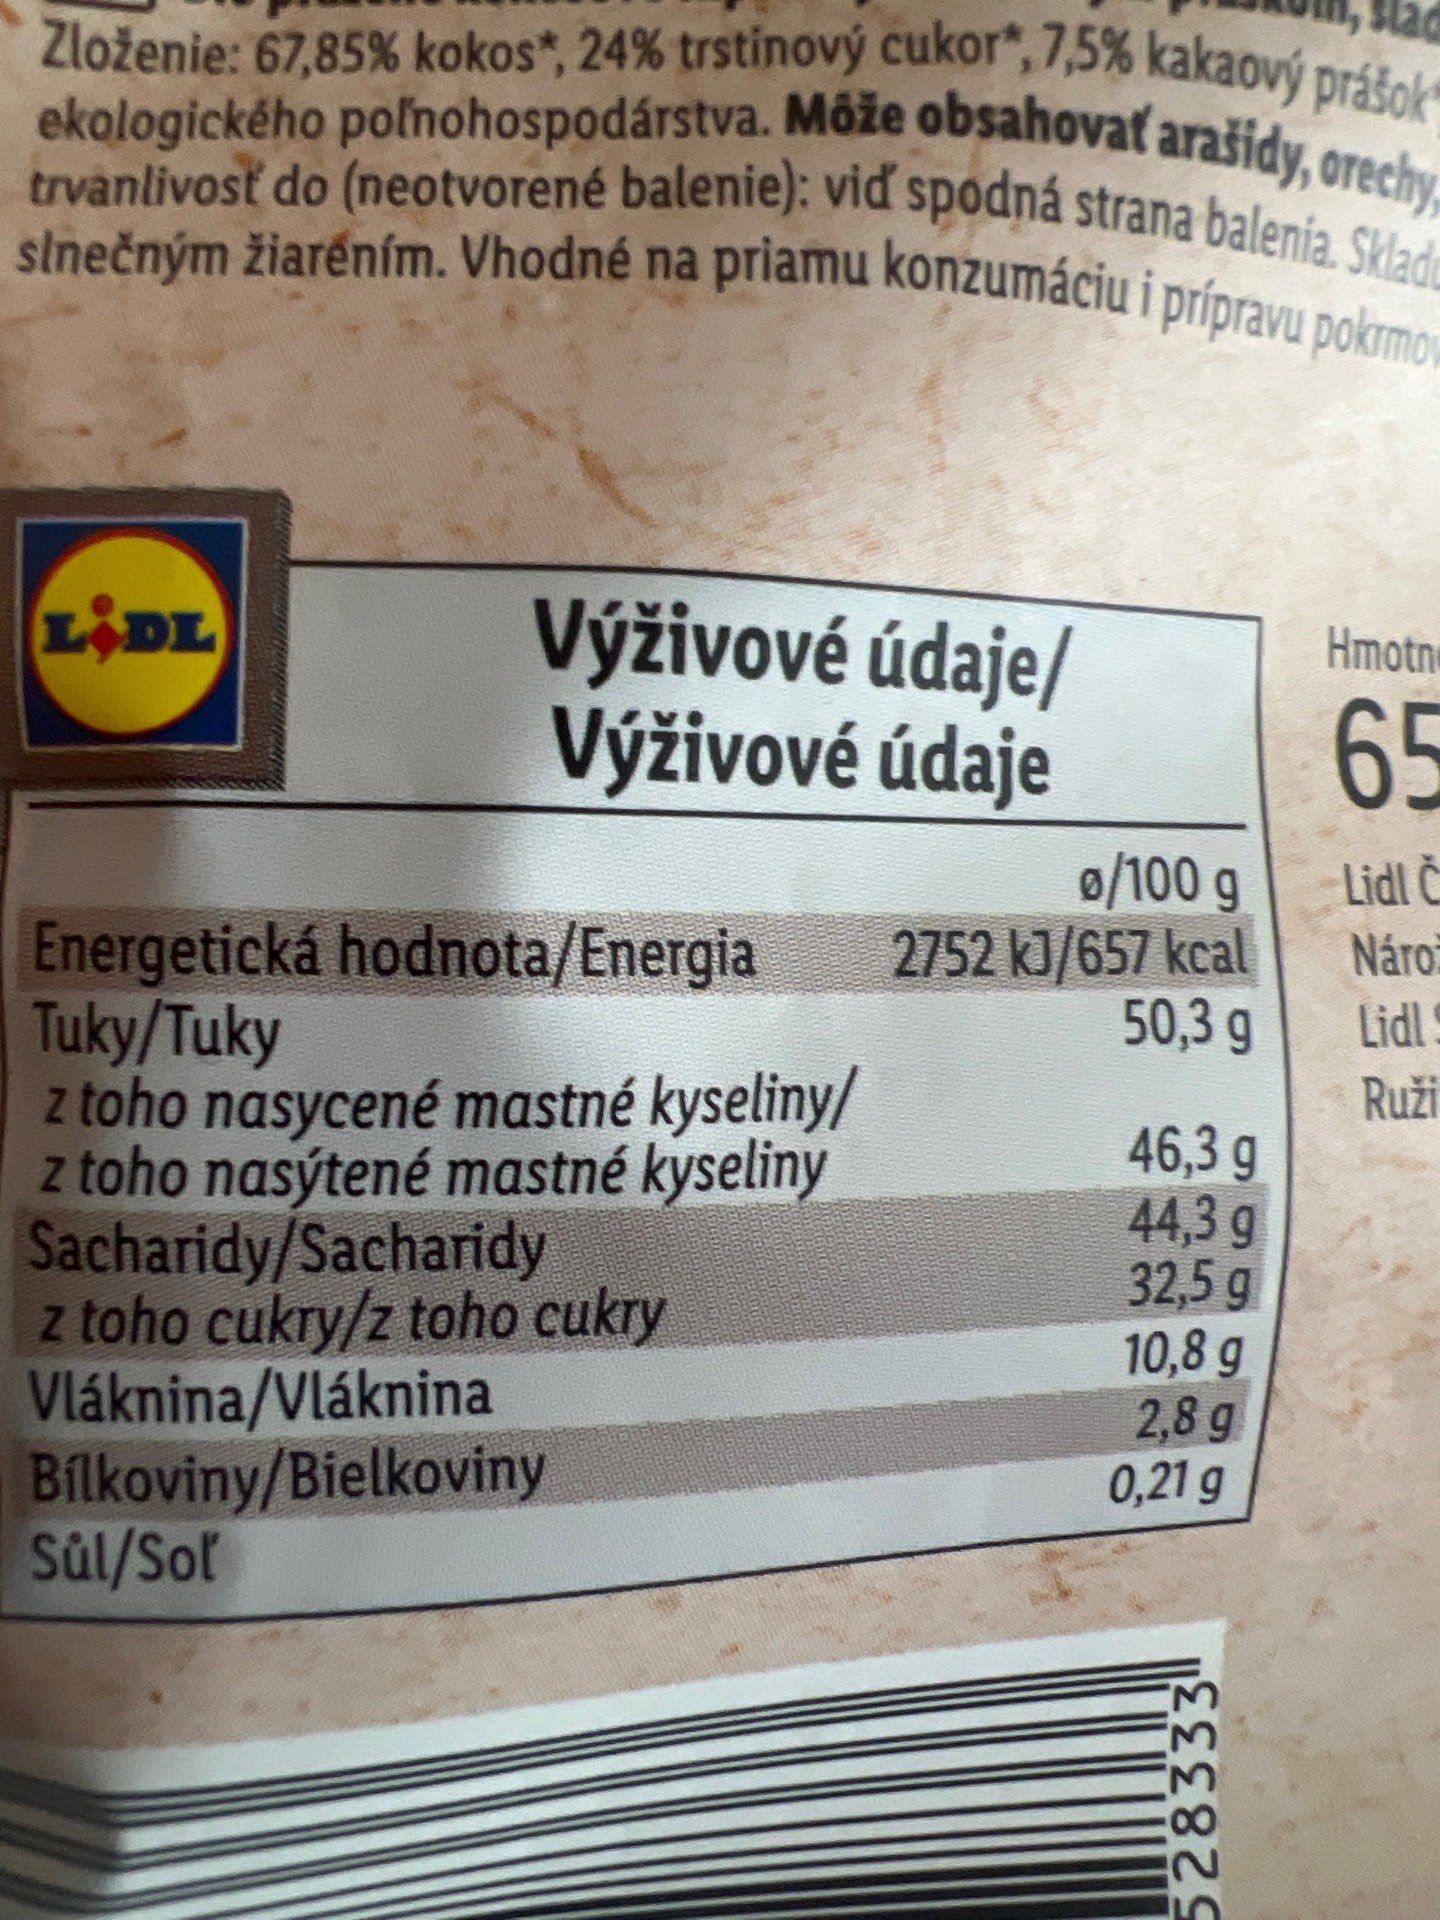 Zloženie: 67,85% kokos*, 24% trstinový cukor*, 7,5% kakaový prášok*
ekologického poľnohospodárstva. Môže obsahovať arašidy, orechy,
trvanlivosť do (neotvorené balenie): viď spodná strana balenia.
slnečným žiarením. Vhodné na priamu konzumáciu i prípravu
LIDL
Výživové údaje/
Výživové údaje
ø/100 g
Energetická hodnota/Energia 2752 kJ/657 kcal
Tuky/Tuky 50,3 g
z toho nasycené mastné kyseliny/
z toho nasýtené mastné kyseliny 46,3 g
Sacharidy/Sacharidy 44,3 g
z toho cukry/z toho cukry 32,5 g
Vláknina/Vláknina 10,8 g
Bílkoviny/Bielkoviny 2,8 g
Sůl/Soľ 0,21 g
65
Lidl Č
Lidl
528333